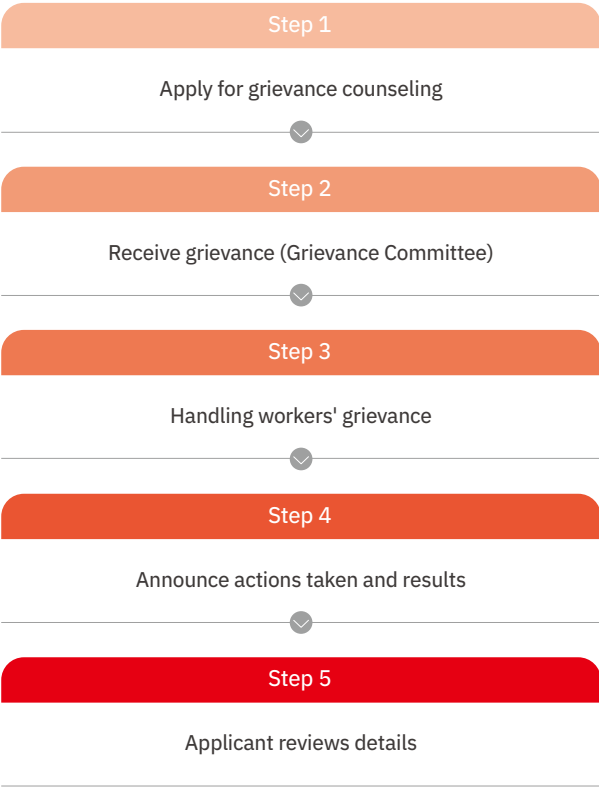 Step 1
Apply for grievance counseling
Step 2
Receive grievance (Grievance Committee)
Step 3
Handling workers' grievance
Step 4
Announce actions taken and results
Step 5
Applicant reviews details